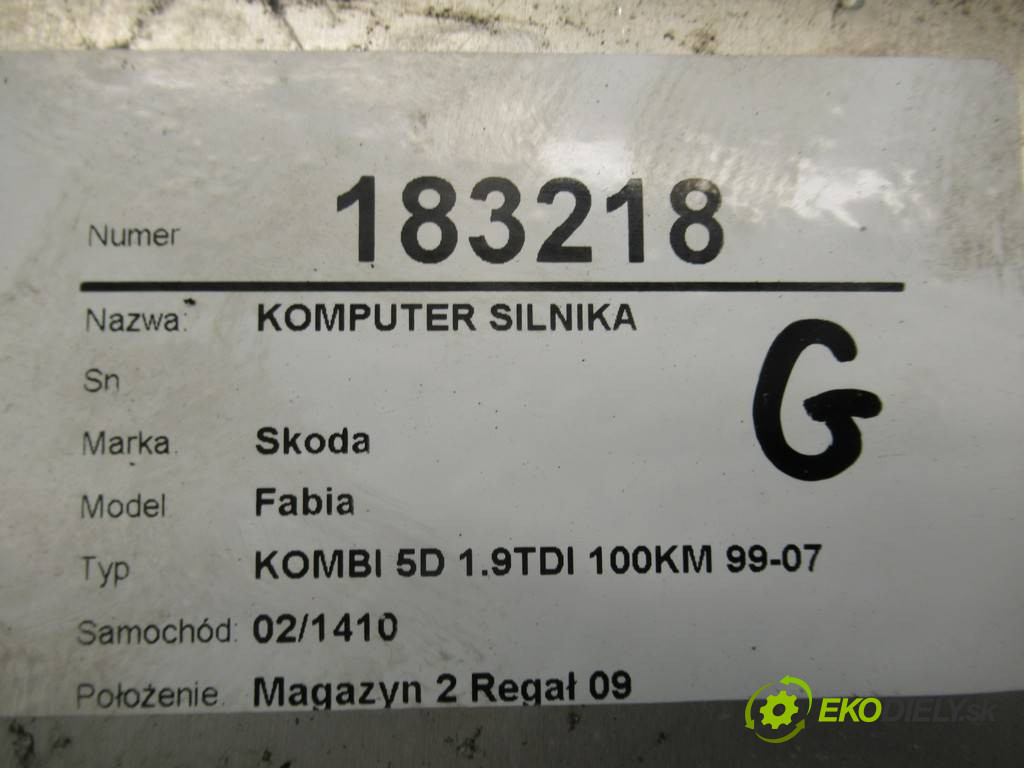 Numer 183218
Nazwa: KOMPUTER SILNIKA
G
Sn
Marka. Skoda
Model Fabia
Typ KOMBI 5D 1.9TDI 100KM 99-07
Samochód: 02/1410
Położenie. Magazyn 2 Regał 09
EKODIELY.sk